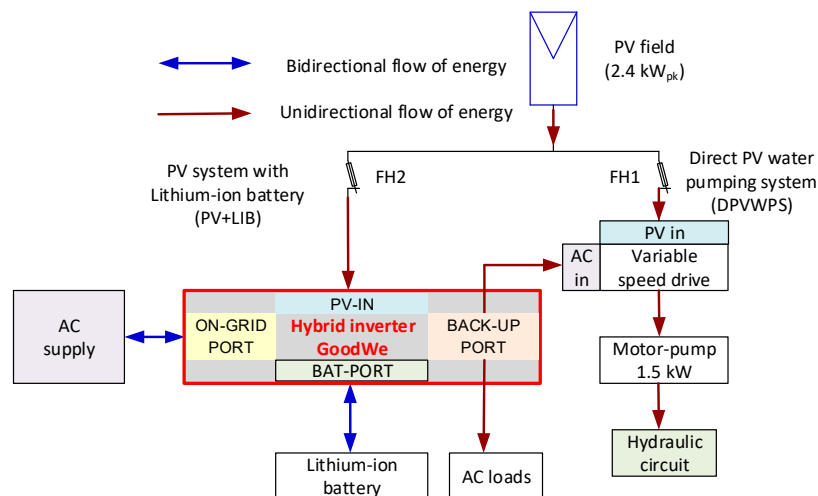 PV field
(2.4 kWpk)
Bidirectional flow of energy
Unidirectional flow of energy
PV system with
Lithium-ion battery
(PV+LIB)
FH2
FH1
Direct PV water
pumping system
(DPVWPS)
PV in
AC
in
Variable
speed drive
AC
supply
ON-GRID
PORT
PV-IN
Hybrid inverter
GoodWe
BAT-PORT
BACK-UP
PORT
Motor-pump
1.5 kW
Hydraulic
circuit
Lithium-ion
battery
AC loads